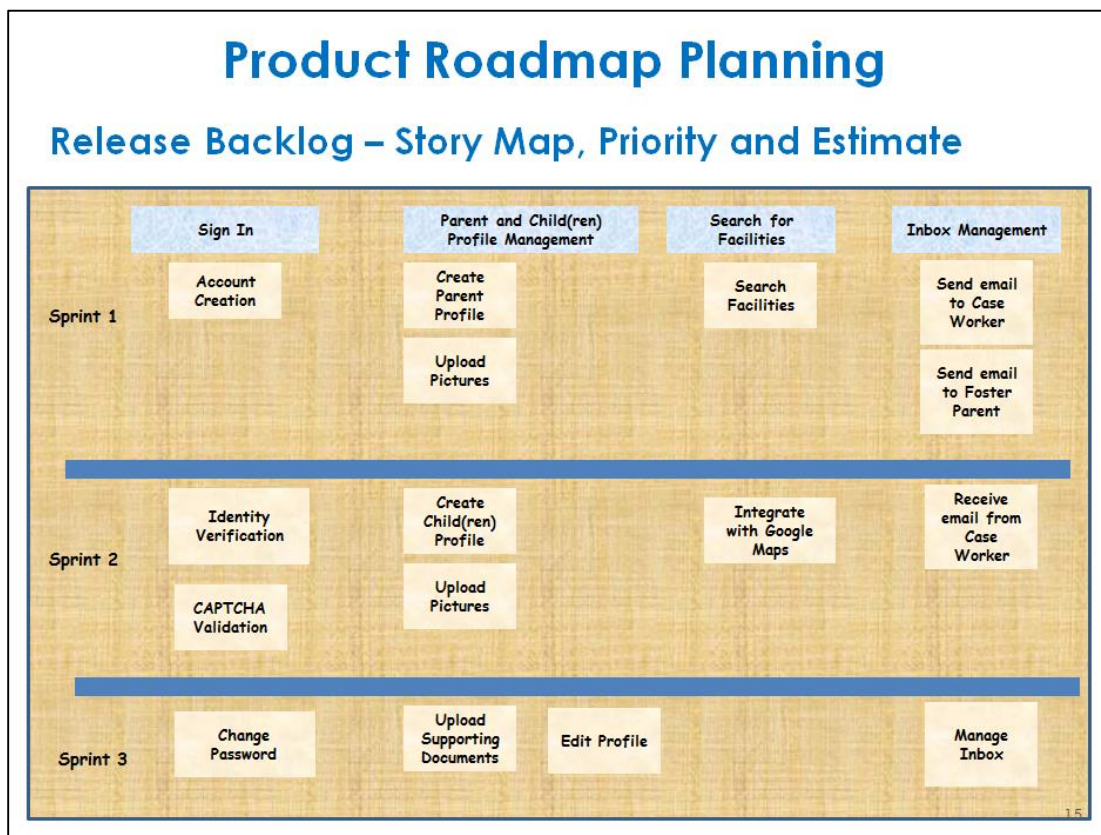 Product Roadmap Planning
Release Backlog – Story Map, Priority and Estimate
Sign In
Parent and Child(ren)
Profile Management
Search for
Facilities
Inbox Management
Sprint 1
Account
Creation
Create
Parent
Profile
Upload
Pictures
Search
Facilities
Send email
to Case
Worker
Send email
to Foster
Parent
Sprint 2
Identity
Verification
CAPTCHA
Validation
Create
Child(ren)
Profile
Upload
Pictures
Integrate
with Google
Maps
Receive
email from
Case
Worker
Sprint 3
Change
Password
Upload
Supporting
Documents
Edit Profile
Manage
Inbox
15